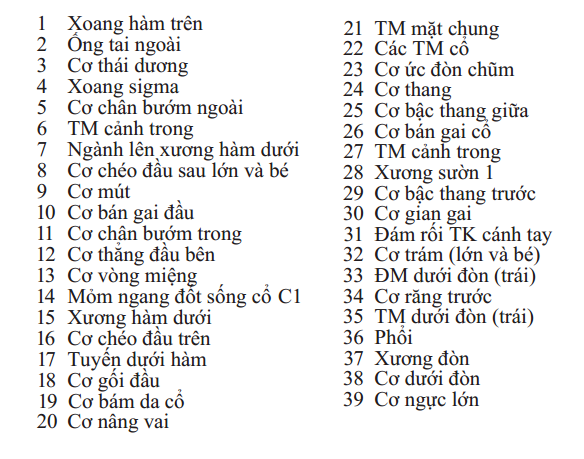 1 Xoang hàm trên
2 Ống tai ngoài
3 Cơ thái dương
4 Xoang sigma
5 Cơ chân bướm ngoài
6 TM cảnh trong
7 Ngành lên xương hàm dưới
8 Cơ chéo đầu sau lớn và bé
9 Cơ mút
10 Cơ bán gai đầu
11 Cơ chân bướm trong
12 Cơ thẳng đầu bên
13 Cơ vòng miệng
14 Mỏm ngang đốt sống cổ C1
15 Xương hàm dưới
16 Cơ chéo đầu trên
17 Tuyến dưới hàm
18 Cơ gối đầu
19 Cơ bám da cổ
20 Cơ nâng vai
21 TM mặt chung
22 Các TM cổ
23 Cơ ức đòn chũm
24 Cơ thang
25 Cơ bậc thang giữa
26 Cơ bán gai cổ
27 TM cảnh trong
28 Xương sườn 1
29 Cơ bậc thang trước
30 Cơ gian gai
31 Đám rối TK cánh tay
32 Cơ trám (lớn và bé)
33 ĐM dưới đòn (trái)
34 Cơ răng trước
35 TM dưới đòn (trái)
36 Phổi
37 Xương đòn
38 Cơ dưới đòn
39 Cơ ngực lớn